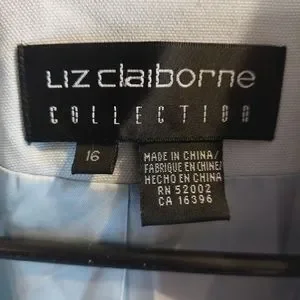 LIZ claiborne
COLLECTION
16
MADE IN CHINA/
FABRIQUE EN CHINE/
HECHO EN CHINA
RN 52002
CA 16396